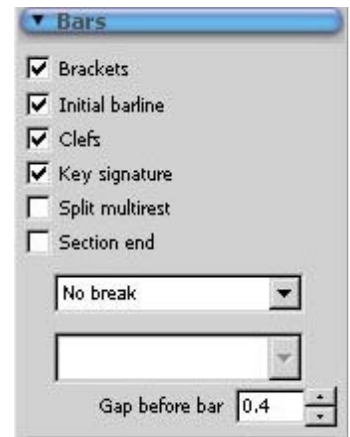 Bars
Brackets
Initial barline
Clefs
Key signature
Split multirest
Section end
No break
Gap before bar 0.4